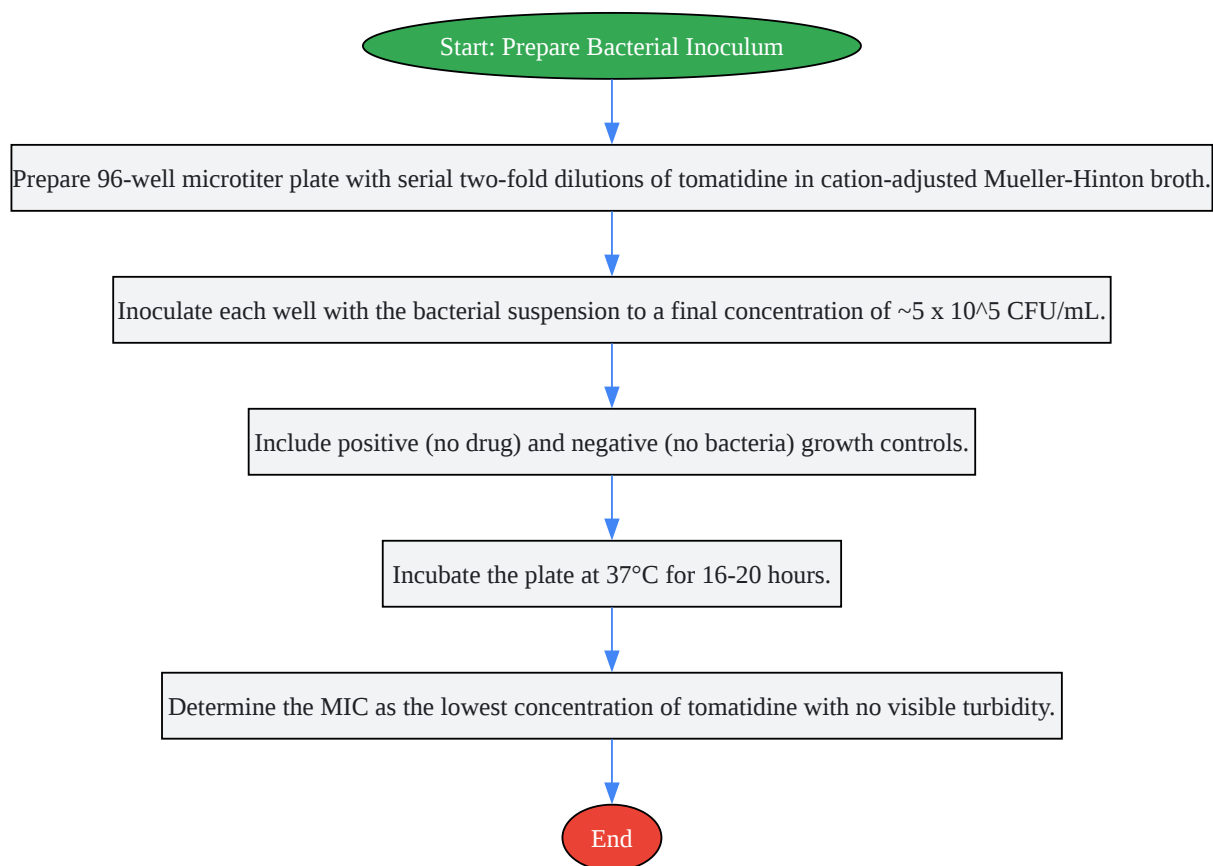 Start: Prepare Bacterial Inoculum
Prepare 96-well microtiter plate with serial two-fold dilutions of tomatidine in cation-adjusted Mueller-Hinton broth.
Inoculate each well with the bacterial suspension to a final concentration of ~5 x 10^5 CFU/mL.
Include positive (no drug) and negative (no bacteria) growth controls.
Incubate the plate at 37°C for 16-20 hours.
Determine the MIC as the lowest concentration of tomatidine with no visible turbidity.
End